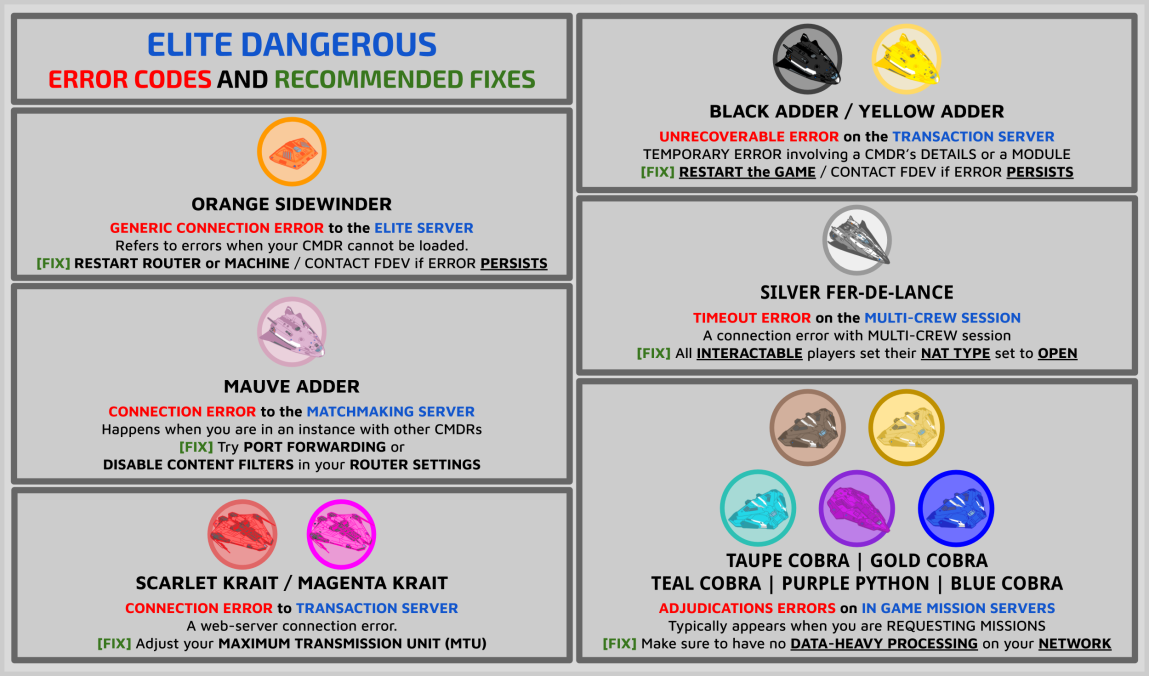 ELITE DANGEROUS
ERROR CODES AND RECOMMENDED FIXES
ORANGE SIDEWINDER
GENERIC CONNECTION ERROR to the ELITE SERVER
Refers to errors when your CMDR cannot be loaded.
[FIX] RESTART ROUTER or MACHINE / CONTACT FDEV if ERROR PERSISTS
MAUVE ADDER
CONNECTION ERROR to the MATCHMAKING SERVER
Happens when you are in an instance with other CMDRs
[FIX] Try PORT FORWARDING or
DISABLE CONTENT FILTERS in your ROUTER SETTINGS
SCARLET KRAIT / MAGENTA KRAIT
CONNECTION ERROR to TRANSACTION SERVER
A web-server connection error.
[FIX] Adjust your MAXIMUM TRANSMISSION UNIT (MTU)
BLACK ADDER / YELLOW ADDER
UNRECOVERABLE ERROR on the TRANSACTION SERVER
TEMPORARY ERROR involving a CMDR's DETAILS or a MODULE
[FIX] RESTART the GAME / CONTACT FDEV if ERROR PERSISTS
SILVER FER-DE-LANCE
TIMEOUT ERROR on the MULTI-CREW SESSION
A connection error with MULTI-CREW session
[FIX] All INTERACTABLE players set their NAT TYPE set to OPEN
TAUPE COBRA | GOLD COBRA
TEAL COBRA | PURPLE PYTHON | BLUE COBRA
ADJUDICATIONS ERRORS on IN GAME MISSION SERVERS
Typically appears when you are REQUESTING MISSIONS
[FIX] Make sure to have no DATA-HEAVY PROCESSING on your NETWORK